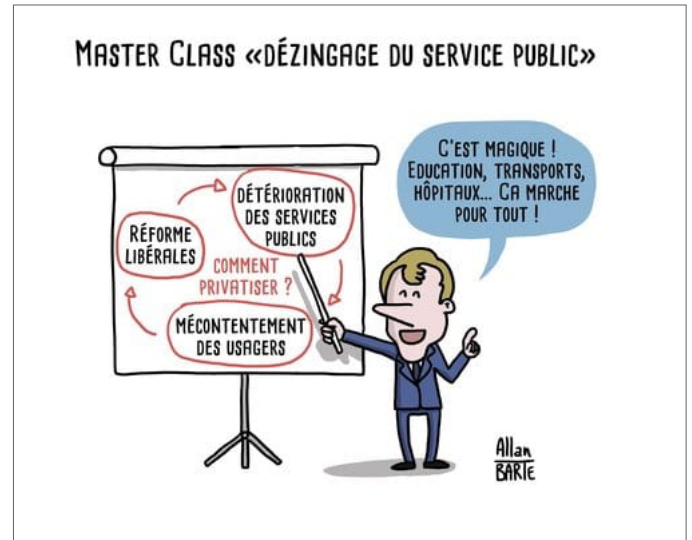 MASTER CLASS «DÉZINGAGE DU SERVICE PUBLIC»
C'EST MAGIQUE !
EDUCATION, TRANSPORTS,
HÔPITAUX... CA MARCHE
POUR TOUT !
DÉTÉRIORATION
DES SERVICES
PUBLICS
RÉFORME
LIBÉRALES
COMMENT
PRIVATISER ?
MÉCONTENTEMENT
DES USAGERS
Allan
BARTE